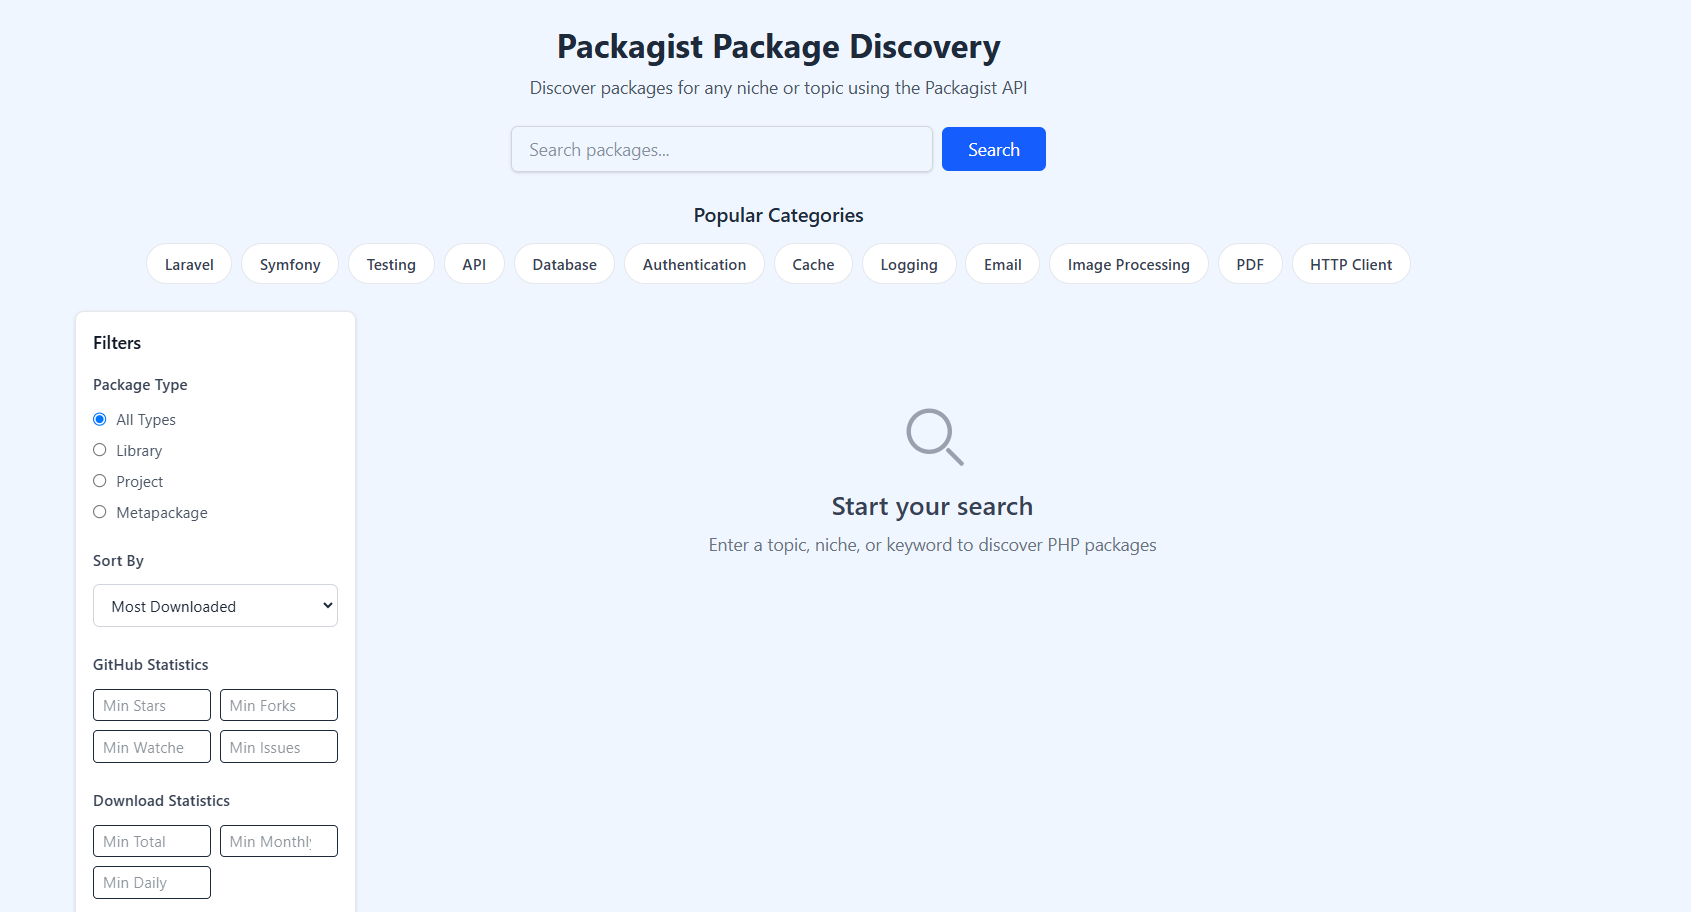 Packagist Package Discovery
Discover packages for any niche or topic using the Packagist API
Search packages...
Search
Popular Categories
Laravel
Symfony
Testing
API
Database
Authentication
Cache
Logging
Email
Image Processing
PDF
HTTP Client
Filters
Package Type
All Types
Library
Project
Metapackage
Sort By
Most Downloaded
GitHub Statistics
Min Stars
Min Forks
Min Watche
Min Issues
Download Statistics
Min Total
Min Monthly
Min Daily
Start your search
Enter a topic, niche, or keyword to discover PHP packages